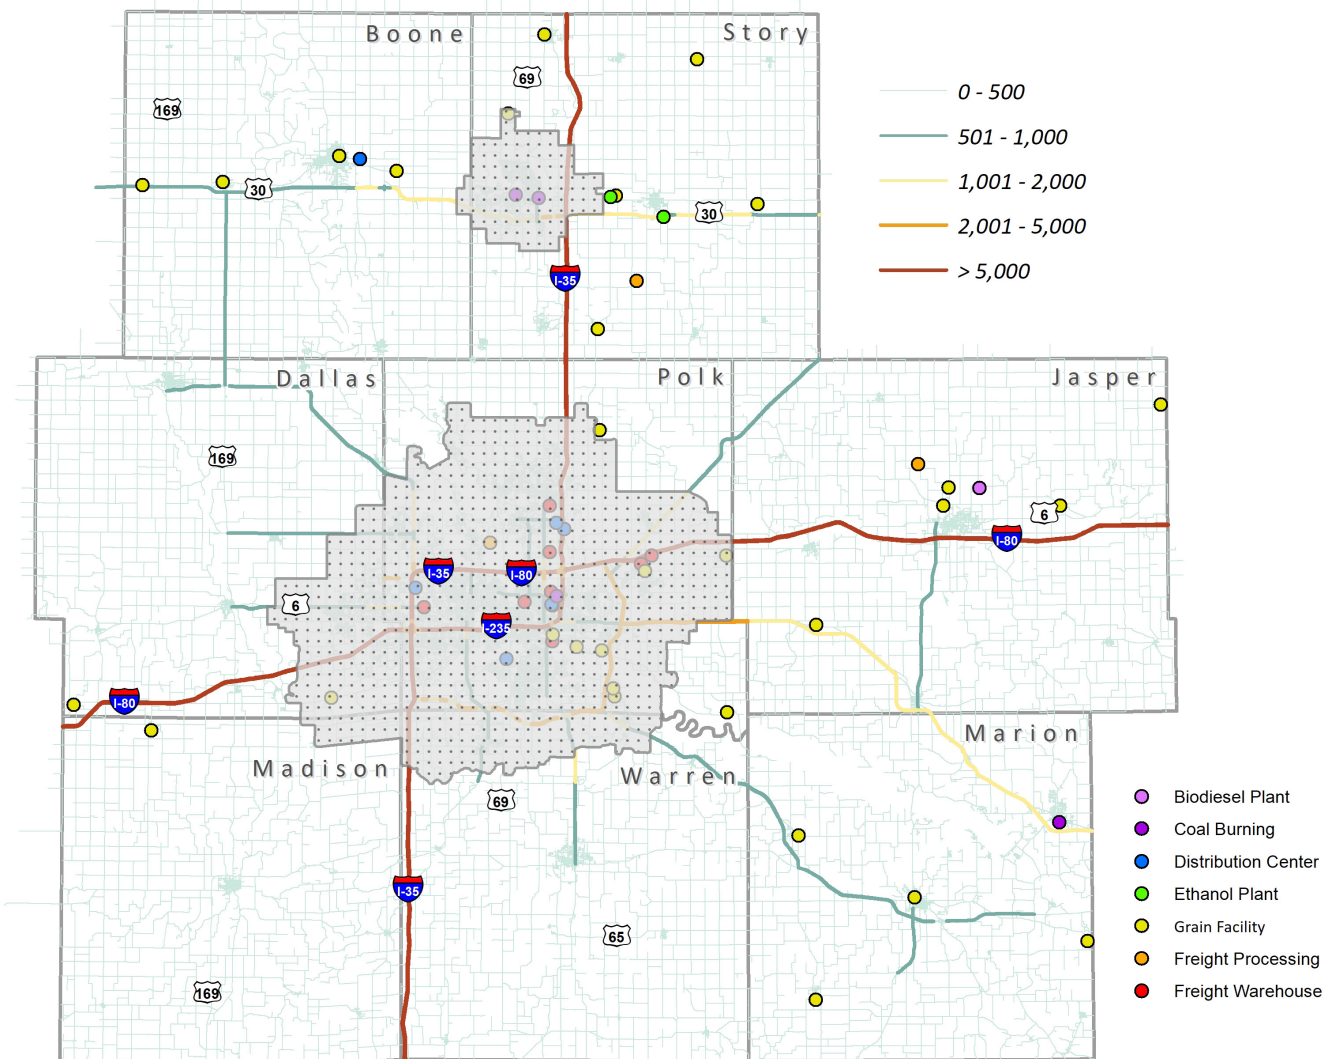 Boone
Story
69
169
0 - 500
501 - 1,000
1,001 - 2,000
2,001 - 5,000
> 5,000
30
30
I-35
Dallas
Polk
Jasper
169
6
I-80
I-35
I-80
6
I-235
I-80
Marion
Madison
Warren
69
I-35
65
169
Biodiesel Plant
Coal Burning
Distribution Center
Ethanol Plant
Grain Facility
Freight Processing
Freight Warehouse